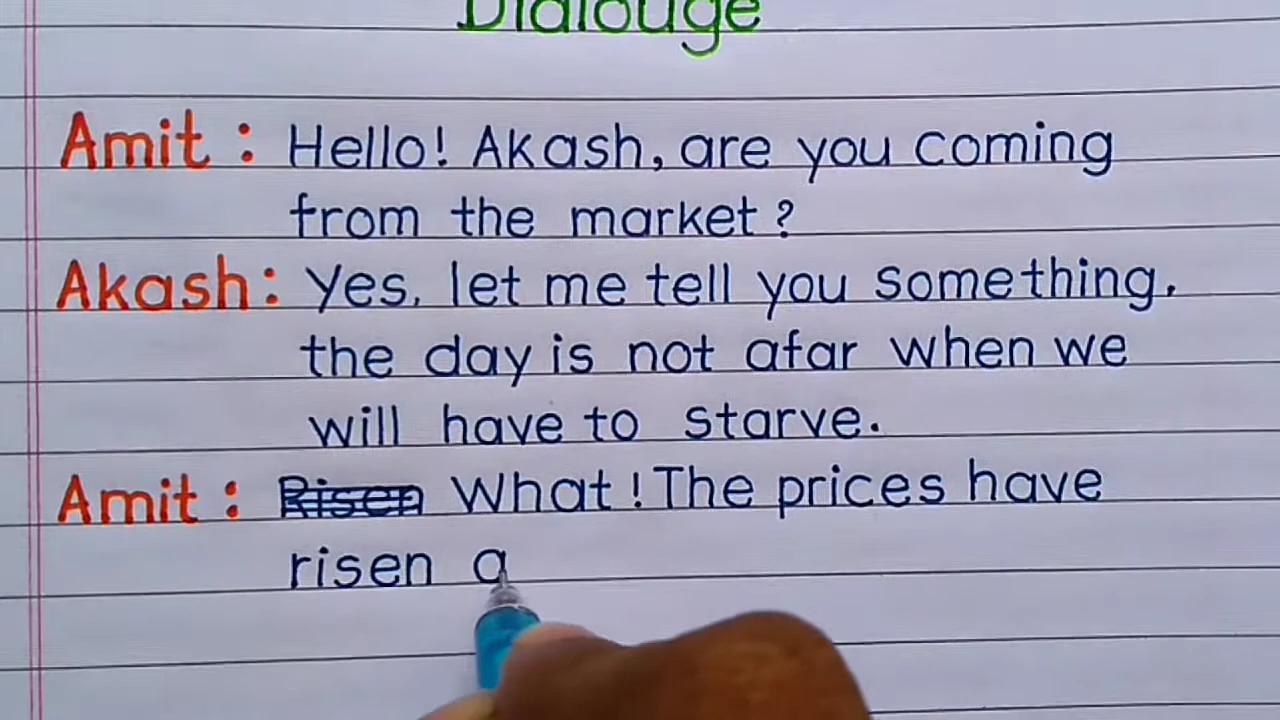 Dialouge
Amit : Hello! Akash, are you coming
from the market?
Akash: Yes, let me tell you something,
the day is not afar when we
will have to starve.
Amit : Risen What! The prices have
risen a